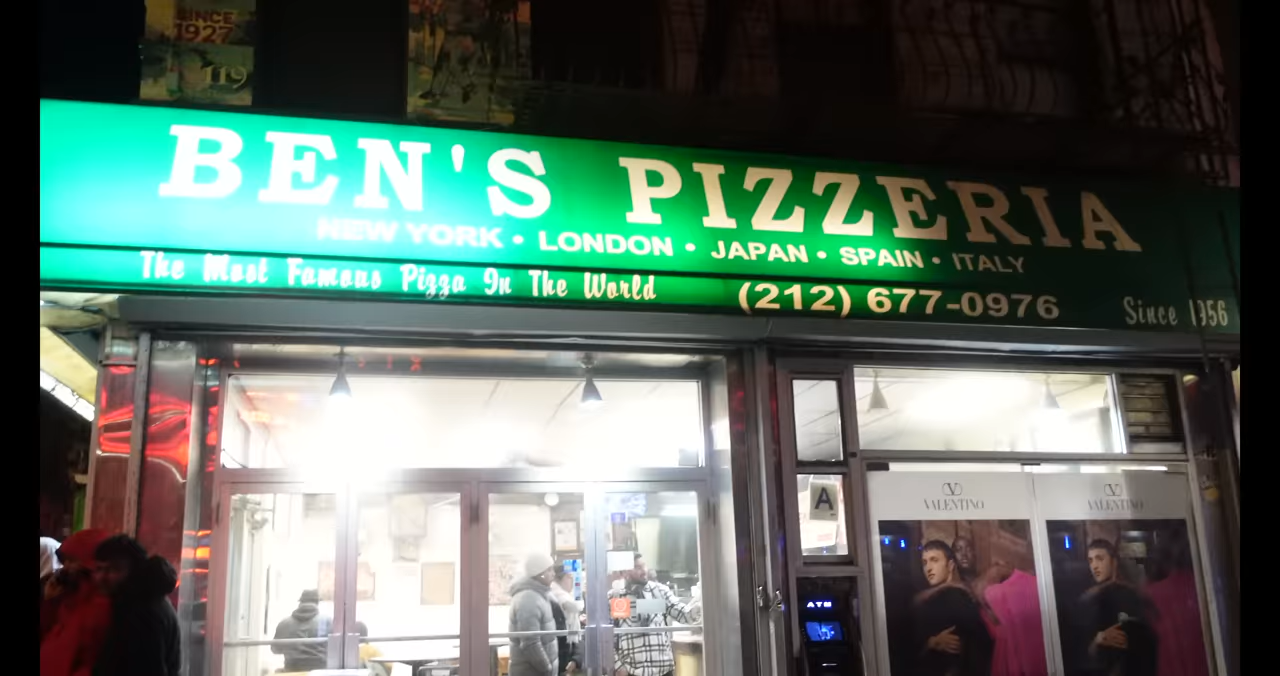 SINCE
1927
119
BEN'S PIZZERIA
NEW YORK • LONDON • JAPAN • SPAIN • ITALY
The Most Famous Pizza In The World
(212) 677-0976
Since 1956
A
VALENTINO
VALENTINO
ATM